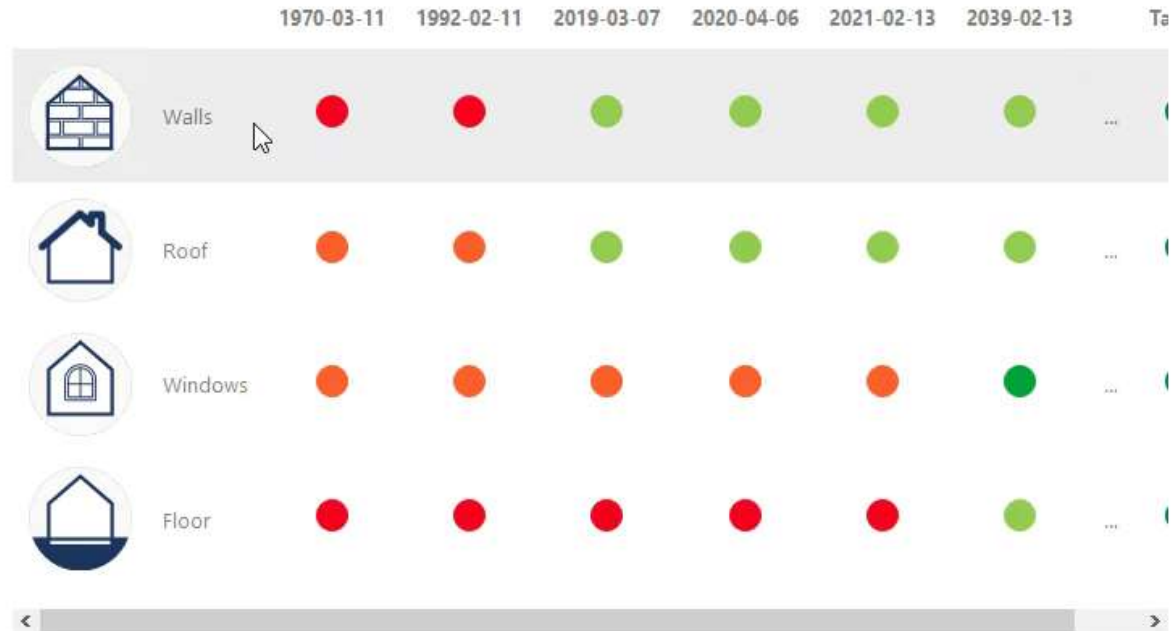 1970-03-11 1992-02-11 2019-03-07 2020-04-06 2021-02-13 2039-02-13
Walls ...
Roof ...
Windows ...
Floor ...